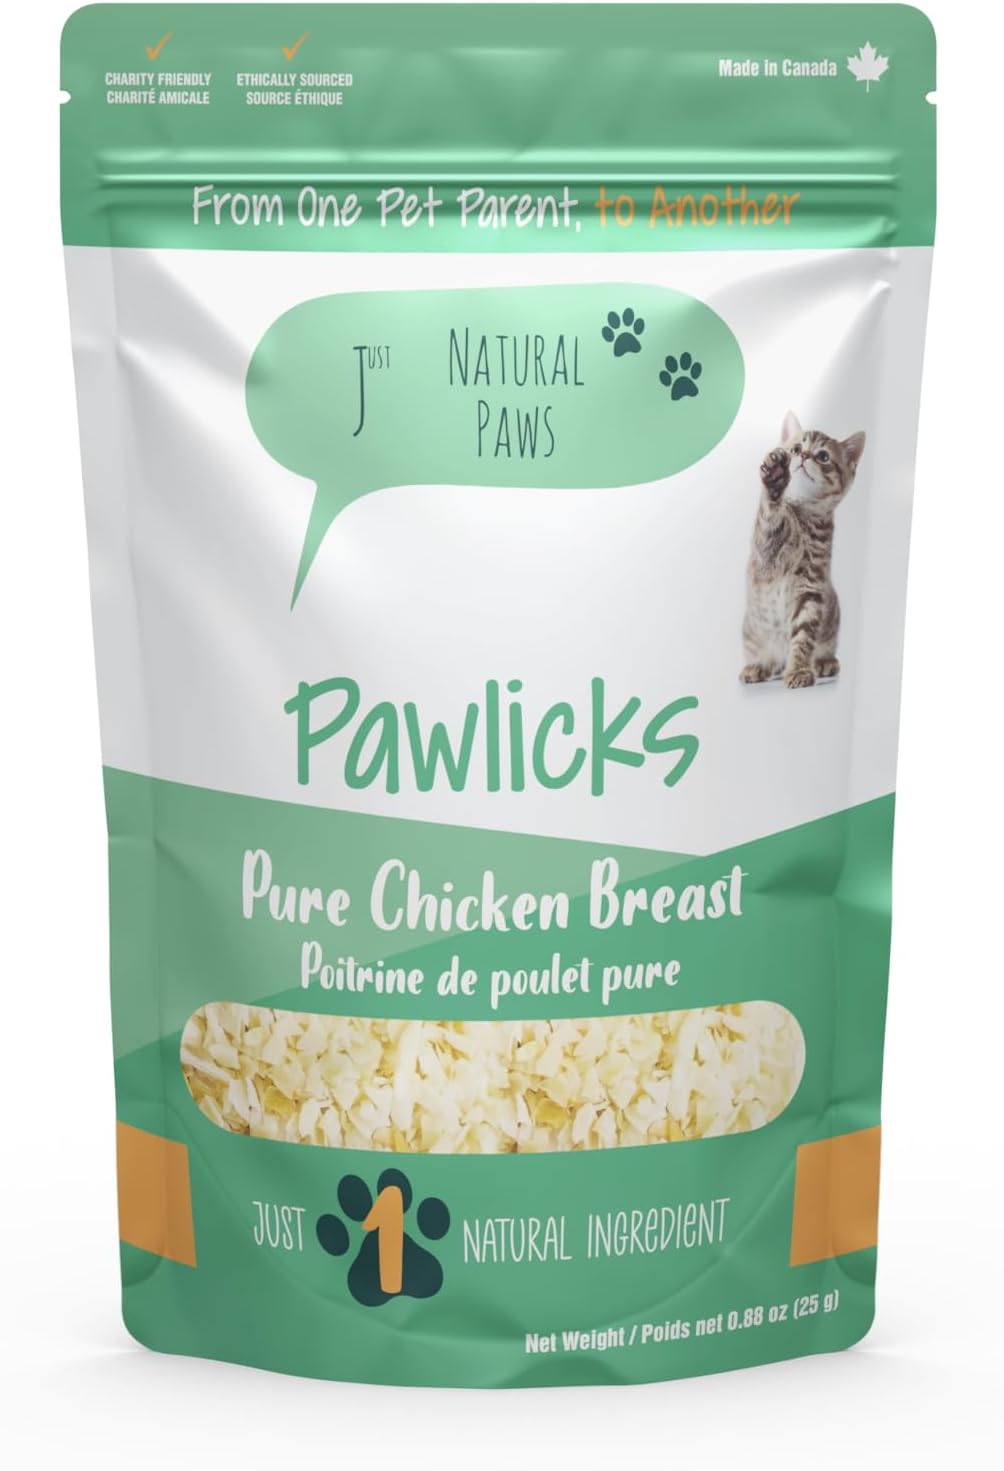 CHARITY FRIENDLY
CHARITÉ AMICALE
ETHICALLY SOURCED
SOURCE ÉTHIQUE
Made in Canada
From One Pet Parent, to Another
JUST NATURAL
PAWS
Pawlicks
Pure Chicken Breast
Poitrine de poulet pure
JUST 1 NATURAL INGREDIENT
Net Weight / Poids net 0.88 oz (25 g)